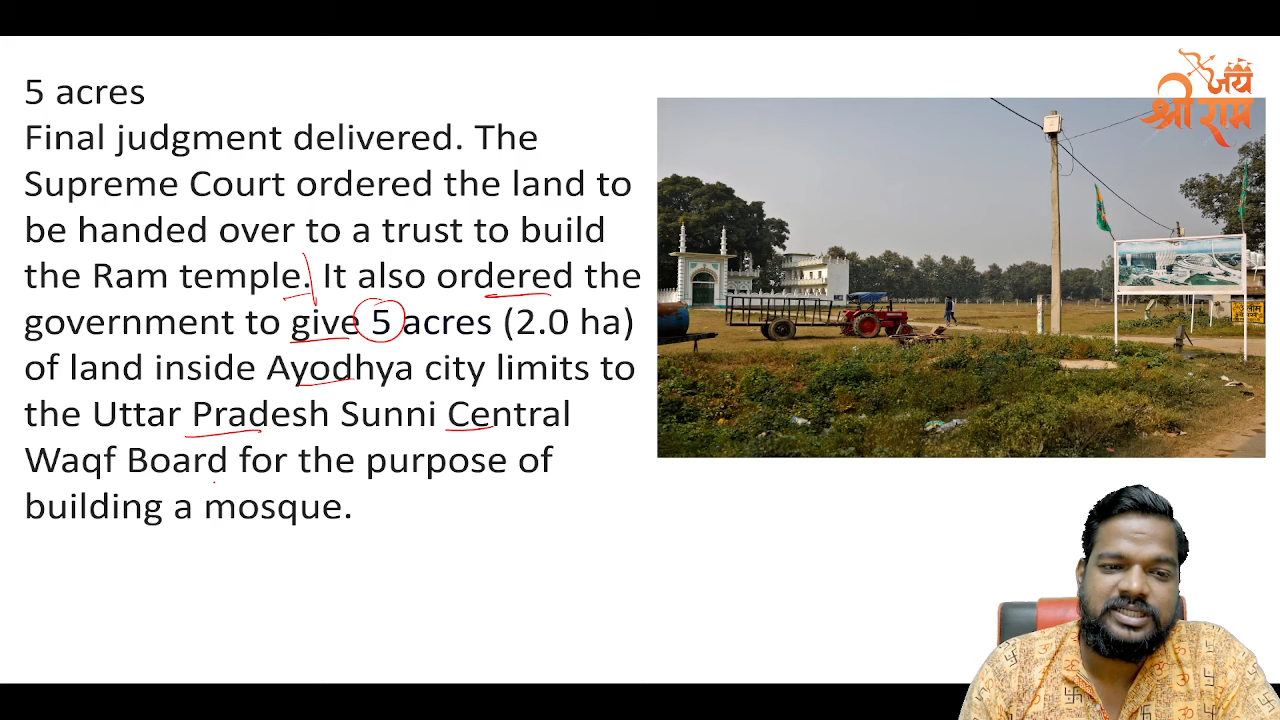 5 acres
Final judgment delivered. The
Supreme Court ordered the land to
be handed over to a trust to build
the Ram temple. It also ordered the
government to give 5 acres (2.0 ha)
of land inside Ayodhya city limits to
the Uttar Pradesh Sunni Central
Waqf Board for the purpose of
building a mosque.
जय
श्री राम